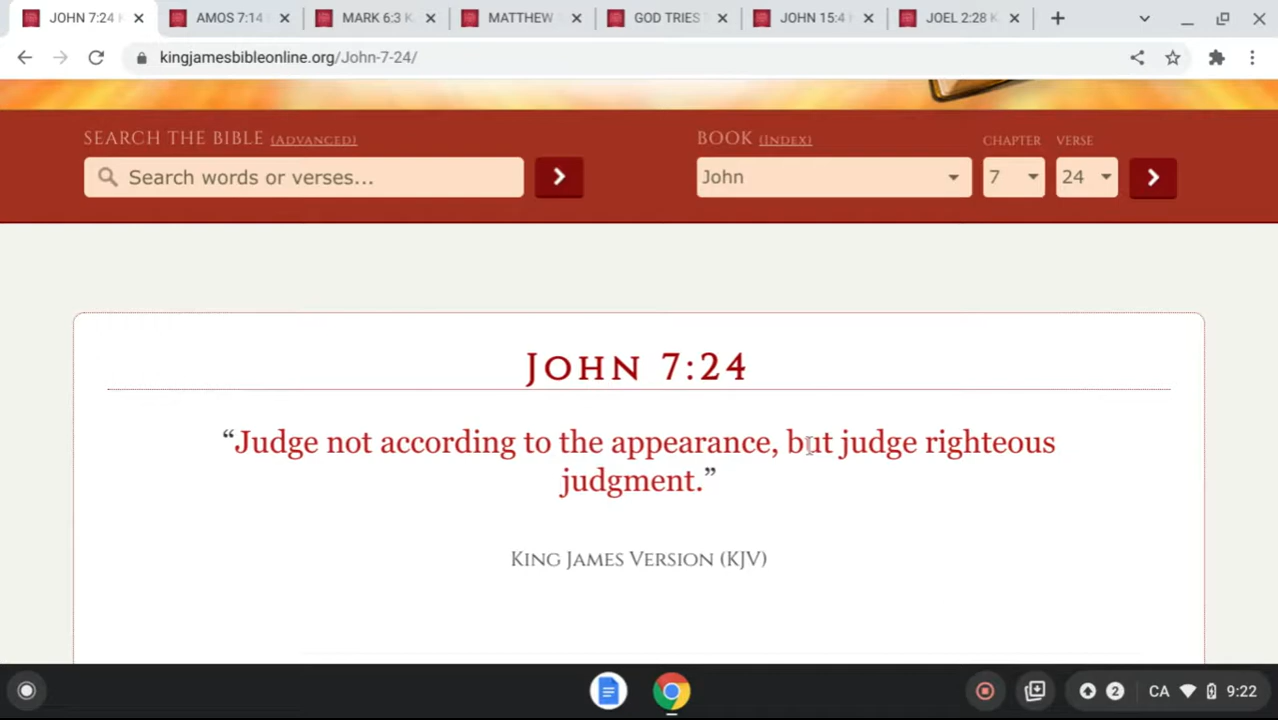 JOHN 7:24
AMOS 7:14
MARK 6:3
MATTHEW
GOD TRIES
JOHN 15:4
JOEL 2:28
kingjamesbibleonline.org/John-7-24/
SEARCH THE BIBLE (ADVANCED)
BOOK (INDEX)
CHAPTER
VERSE
Search words or verses...
John
7
24
JOHN 7:24
“Judge not according to the appearance, but judge righteous
judgment.”
KING JAMES VERSION (KJV)
2
CA
9:22